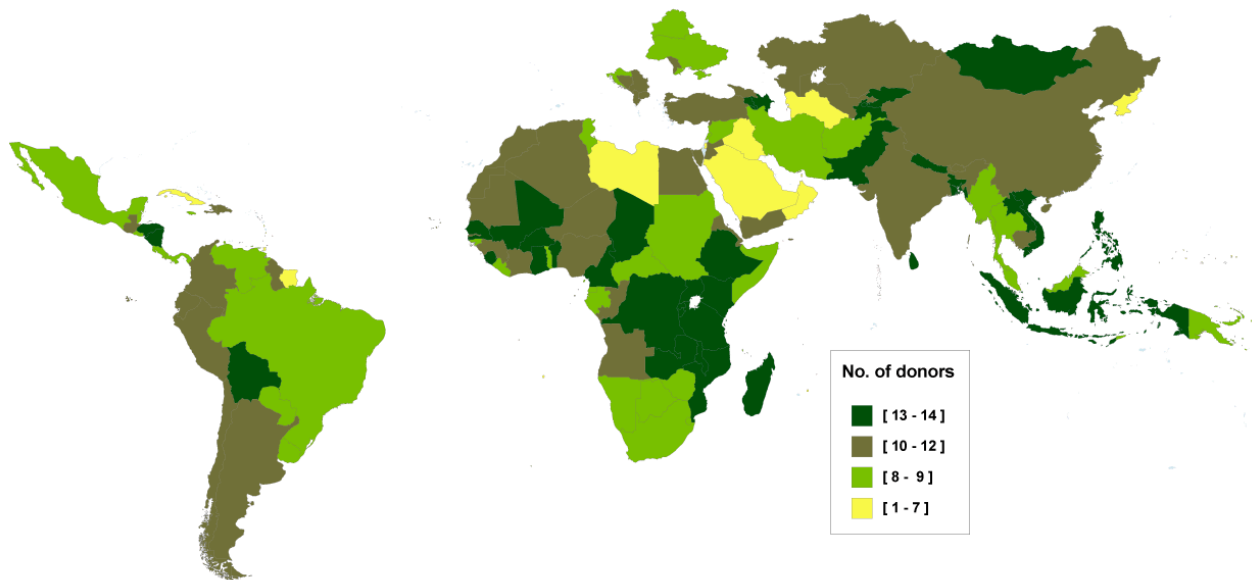 No. of donors
[ 13 - 14 ]
[ 10 - 12 ]
[ 8 - 9 ]
[ 1 - 7 ]